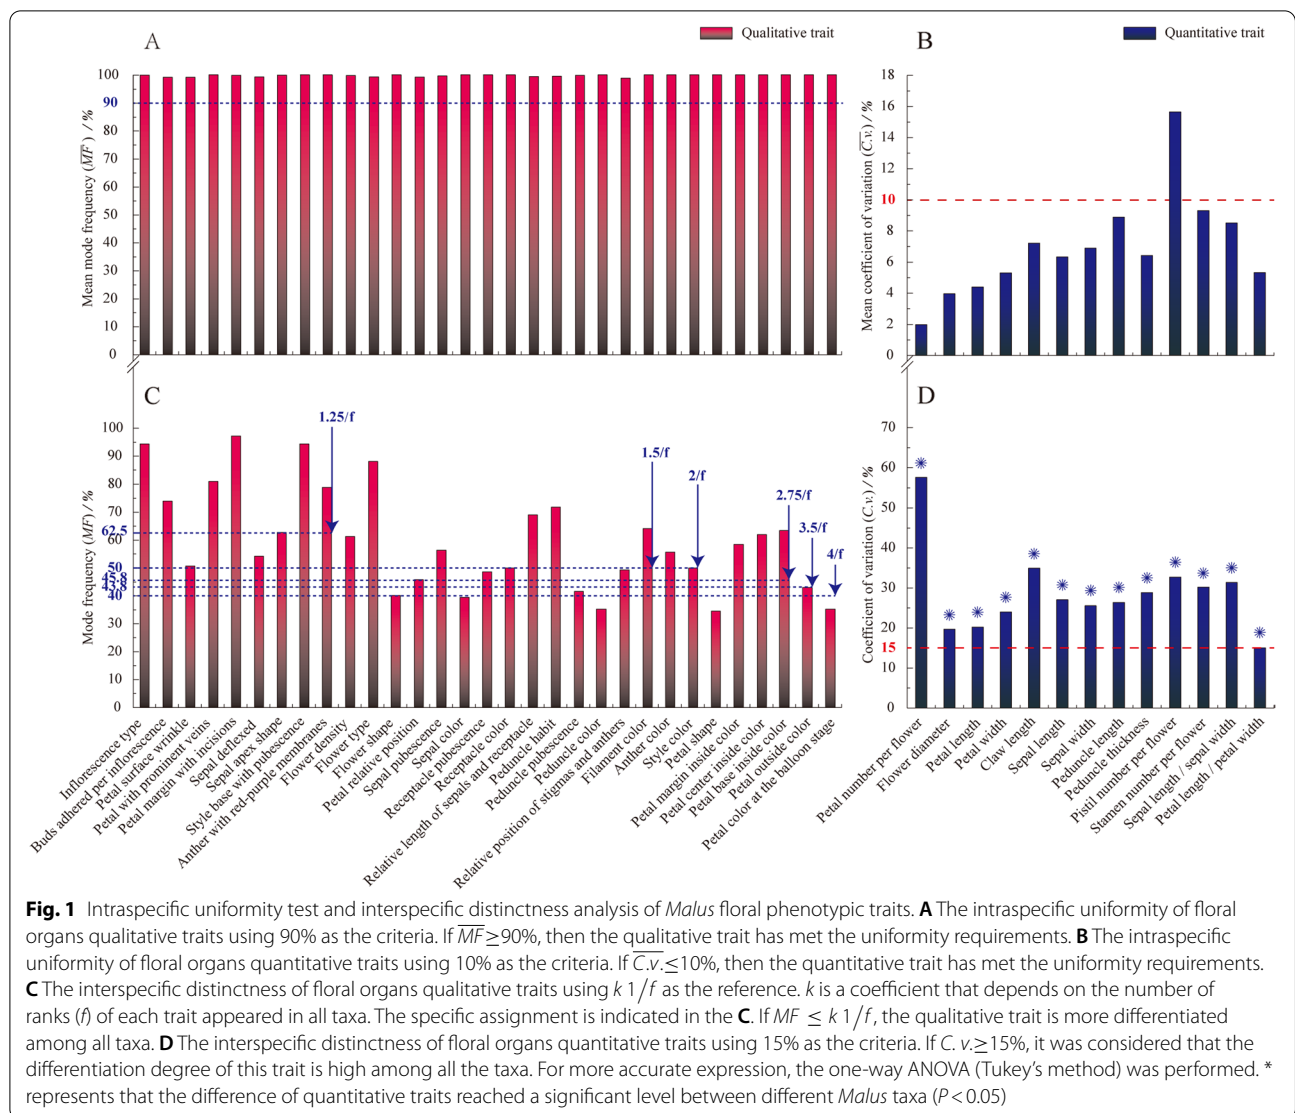 A
Qualitative trait
B
Quantitative trait
Mean mode frequency (MF) / %
100
90
90
80
70
60
50
40
30
20
10
0
Mean coefficient of variation (C.v.) / %
18
16
14
12
10
8
6
4
2
0
C
Mode frequency (MF) / %
100
90
80
70
62.5
60
50
45.8
43.8
40
30
20
10
0
1.25/f
1.5/f
2/f
2.75/f
3.5/f
4/f
Inflorescence type
Buds adhered per inflorescence
Petal surface wrinkle
Petal with prominent veins
Petal margin with incisions
Sepal deflexed
Sepal apex shape
Style base with pubescence
Anther with red-purple membranes
Flower density
Flower type
Flower shape
Petal relative position
Sepal pubescence
Sepal color
Receptacle pubescence
Receptacle color
Relative length of sepals and receptacle
Peduncle habit
Peduncle pubescence
Peduncle color
Relative position of stigmas and anthers
Filament color
Anther color
Style color
Petal shape
Petal margin inside color
Petal center inside color
Petal base inside color
Petal outside color
Petal color at the balloon stage
D
Coefficient of variation (C.v.) / %
70
60
50
40
30
20
15
10
0
Petal number per flower
Flower diameter
Petal length
Petal width
Claw length
Sepal length
Sepal width
Peduncle length
Peduncle thickness
Pistil number per flower
Stamen number per flower
Sepal length / sepal width
Petal length / petal width
Fig. 1 Intraspecific uniformity test and interspecific distinctness analysis of Malus floral phenotypic traits. A The intraspecific uniformity of floral
organs qualitative traits using 90% as the criteria. If MF≥90%, then the qualitative trait has met the uniformity requirements. B The intraspecific
uniformity of floral organs quantitative traits using 10% as the criteria. If C.v.≤10%, then the quantitative trait has met the uniformity requirements.
C The interspecific distinctness of floral organs qualitative traits using k 1/f as the reference. k is a coefficient that depends on the number of
ranks (f) of each trait appeared in all taxa. The specific assignment is indicated in the C. If MF ≤ k 1/f, the qualitative trait is more differentiated
among all taxa. D The interspecific distinctness of floral organs quantitative traits using 15% as the criteria. If C. v.≥15%, it was considered that the
differentiation degree of this trait is high among all the taxa. For more accurate expression, the one-way ANOVA (Tukey's method) was performed. *
represents that the difference of quantitative traits reached a significant level between different Malus taxa (P < 0.05)